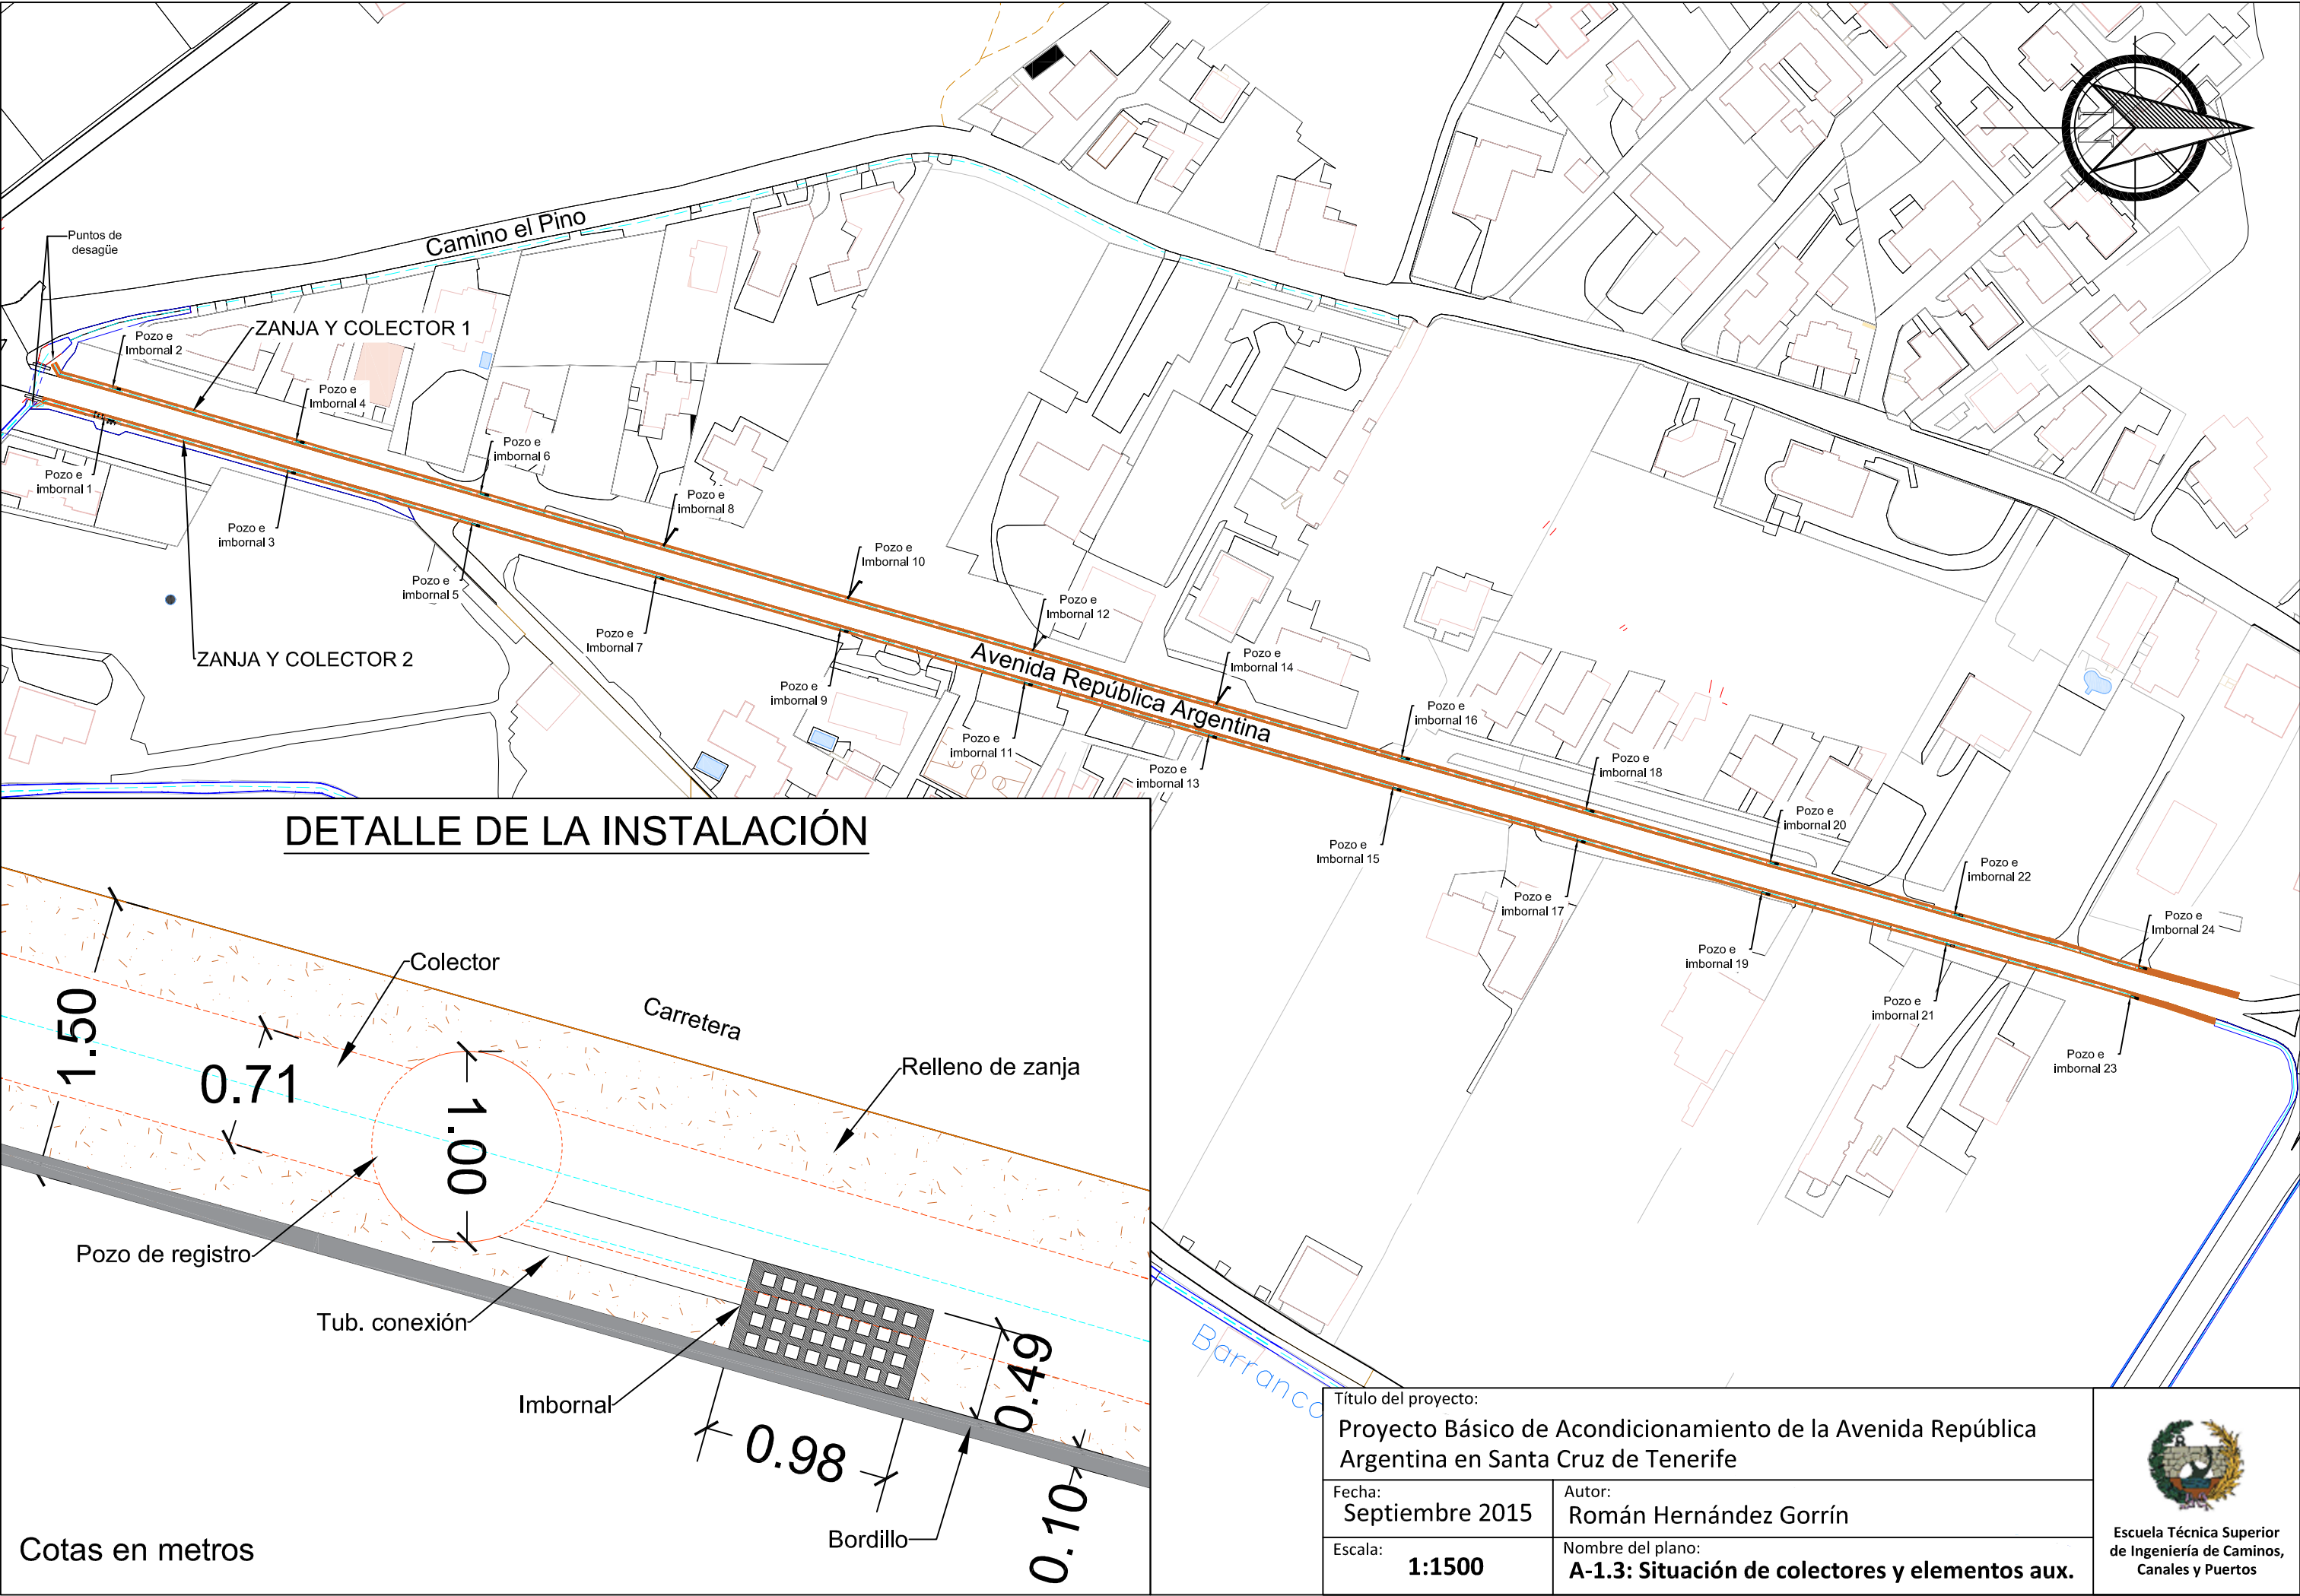 Camino el Pino
Puntos de
desagüe
ZANJA Y COLECTOR 1
Pozo e
Imbornal 2
Pozo e
Imbornal 4
Pozo e
imbornal 6
Pozo e
imbornal 8
Pozo e
Imbornal 10
Pozo e
Imbornal 12
Pozo e
Imbornal 14
Pozo e
imbornal 16
Pozo e
imbornal 18
Pozo e
imbornal 20
Pozo e
imbornal 22
Pozo e
Imbornal 24
Avenida República Argentina
Pozo e
imbornal 1
Pozo e
imbornal 3
Pozo e
imbornal 5
Pozo e
Imbornal 7
Pozo e
imbornal 9
Pozo e
imbornal 11
Pozo e
imbornal 13
Pozo e
Imbornal 15
Pozo e
imbornal 17
Pozo e
imbornal 19
Pozo e
imbornal 21
Pozo e
imbornal 23
ZANJA Y COLECTOR 2
Barranco
DETALLE DE LA INSTALACIÓN
Colector
Carretera
1.50
0.71
1.00
Relleno de zanja
Pozo de registro
Tub. conexión
Imbornal
0.49
0.98
0.10
Bordillo
Cotas en metros
Título del proyecto:
Proyecto Básico de Acondicionamiento de la Avenida República
Argentina en Santa Cruz de Tenerife
Fecha:
Septiembre 2015
Autor:
Román Hernández Gorrín
Escala:
1:1500
Nombre del plano:
A-1.3: Situación de colectores y elementos aux.
Escuela Técnica Superior
de Ingeniería de Caminos,
Canales y Puertos